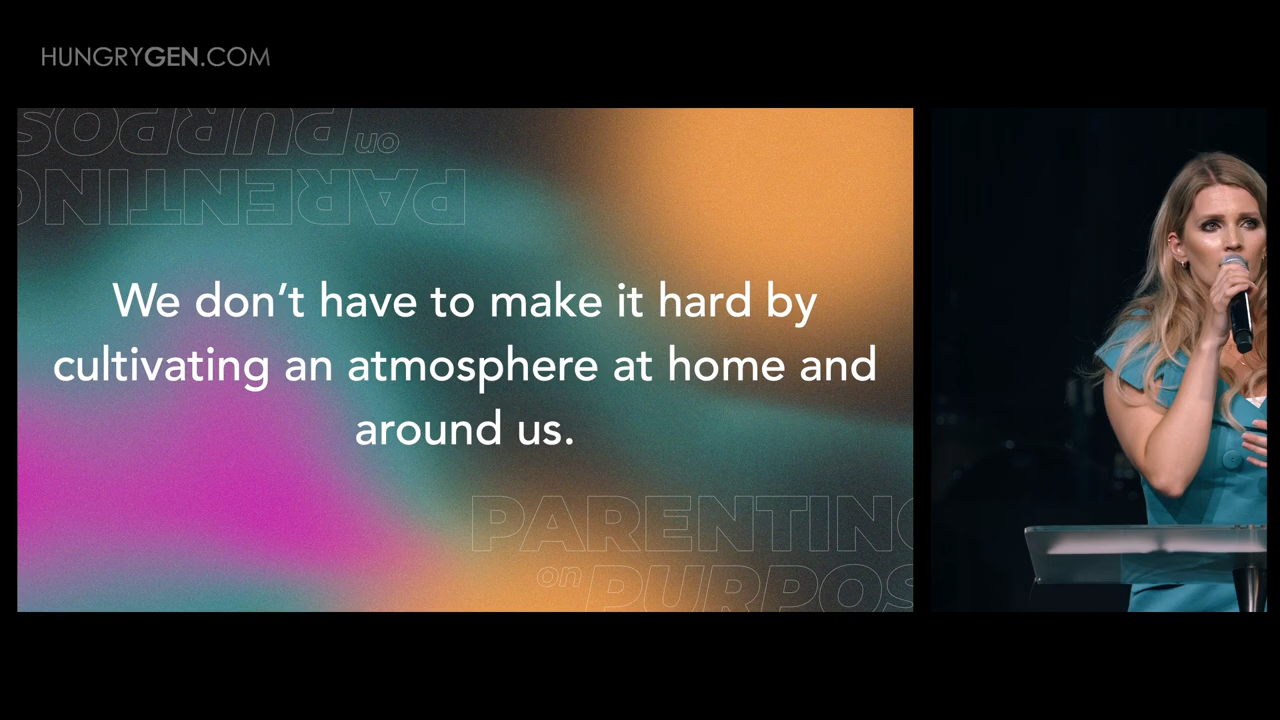 HUNGRYGEN.COM
PURPOS
on
PARENTING
We don’t have to make it hard by
cultivating an atmosphere at home and
around us.
PARENTING
on PURPOS